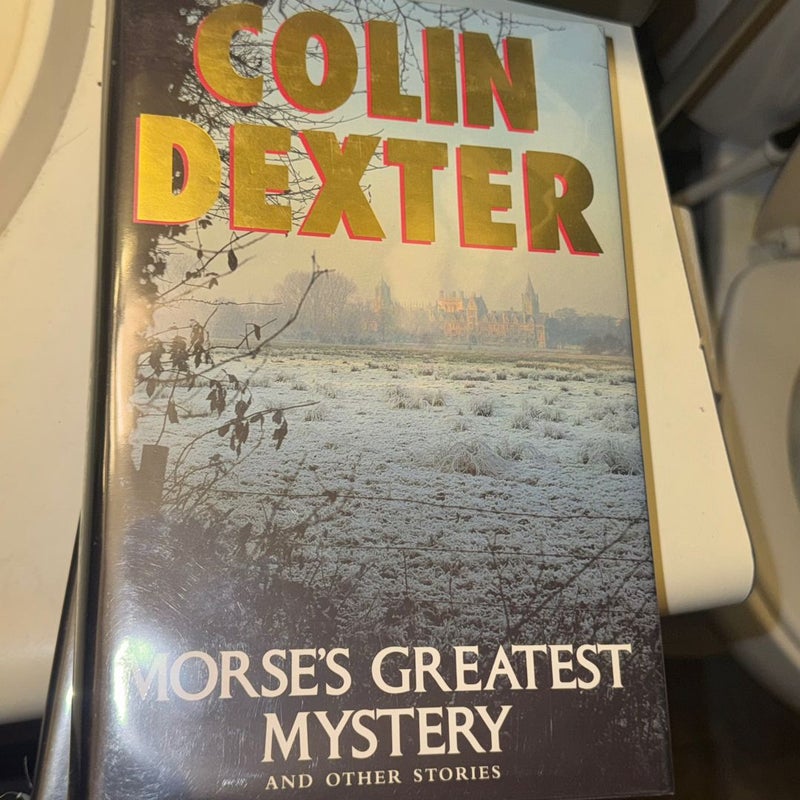 COLIN
DEXTER
MORSE'S GREATEST
MYSTERY
AND OTHER STORIES